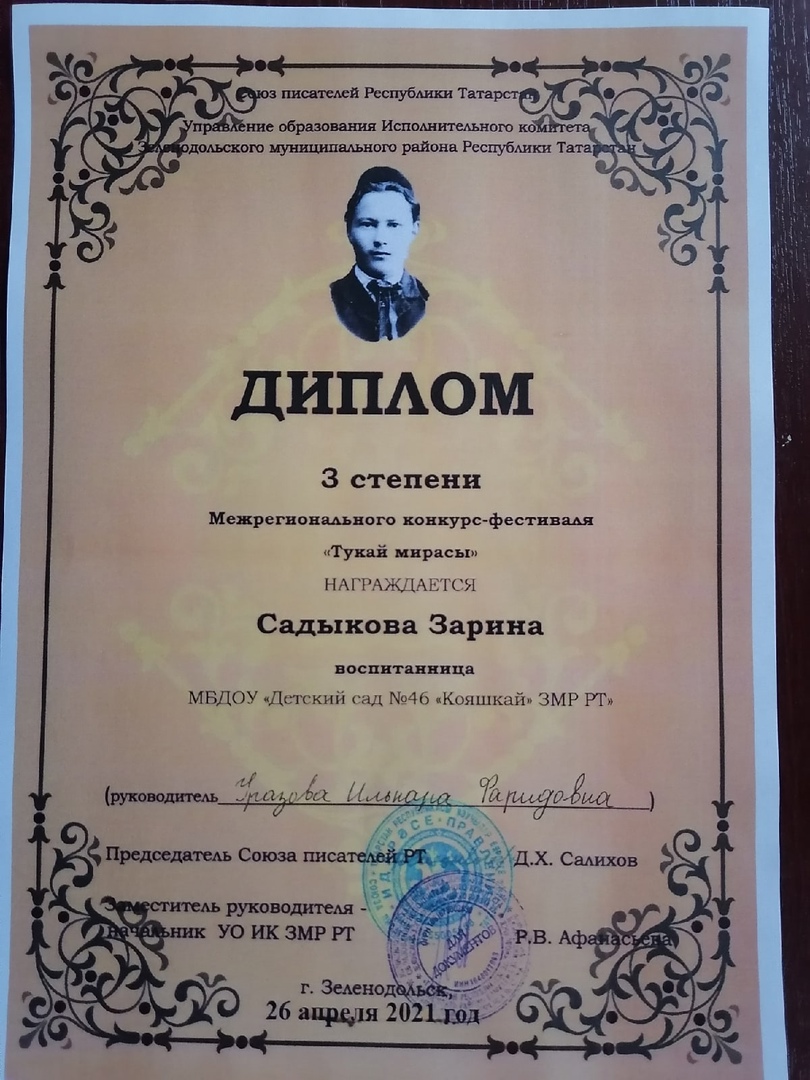 Союз писателей Республики Татарстан
Управление образования Исполнительного комитета
Зеленодольского муниципального района Республики Татарстан
ДИПЛОМ
3 степени
Межрегионального конкурс-фестиваля
«Тукай мирасы»
НАГРАЖДАЕТСЯ
Садыкова Зарина
воспитанница
МБДОУ «Детский сад №46 «Кояшкай» ЗМР РТ»
(руководитель Уразова Ильнара Фаридовна )
Председатель Союза писателей РТ Д.Х. Салихов
Заместитель руководителя -
начальник УО ИК ЗМР РТ Р.В. Афанасьева
ДЛЯ
ДОКУМЕНТОВ
г. Зеленодольск,
26 апреля 2021 год